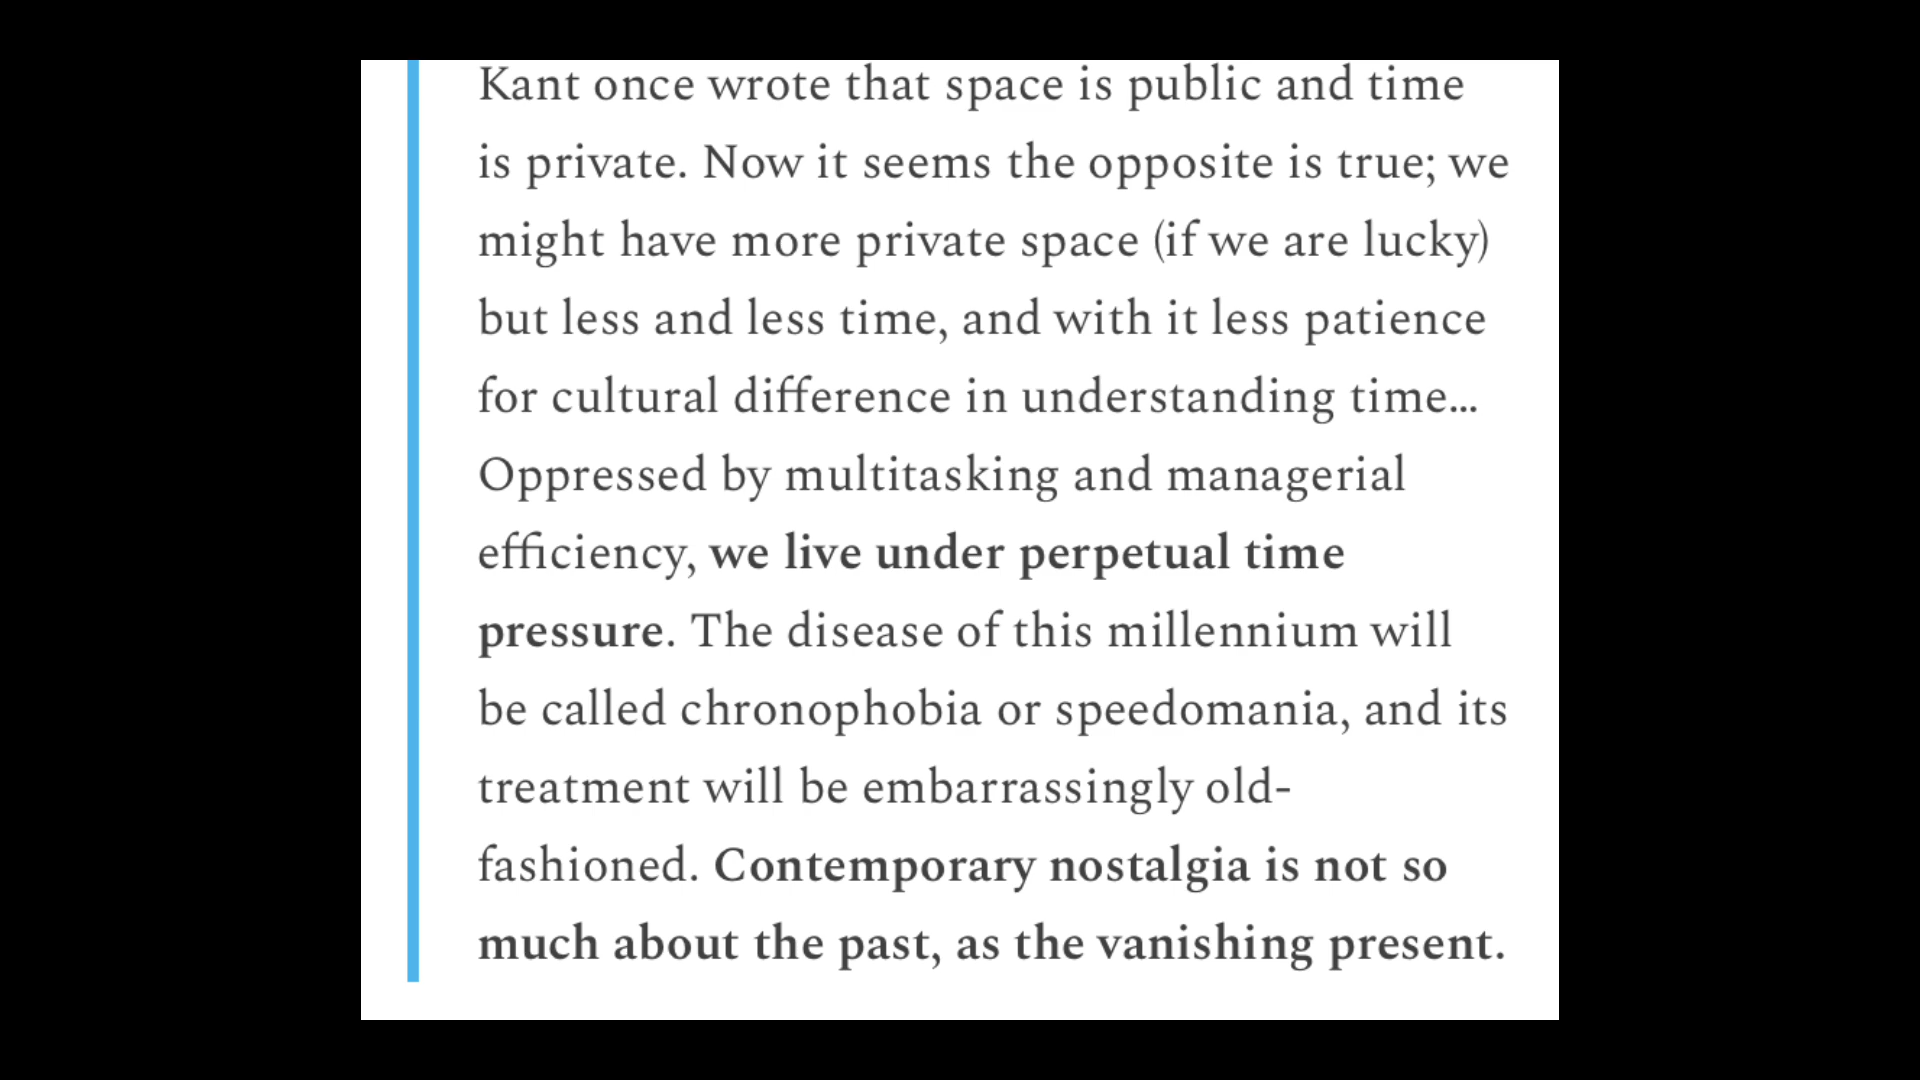 Kant once wrote that space is public and time
is private. Now it seems the opposite is true; we
might have more private space (if we are lucky)
but less and less time, and with it less patience
for cultural difference in understanding time…
Oppressed by multitasking and managerial
efficiency, we live under perpetual time
pressure. The disease of this millennium will
be called chronophobia or speedomania, and its
treatment will be embarrassingly old-
fashioned. Contemporary nostalgia is not so
much about the past, as the vanishing present.